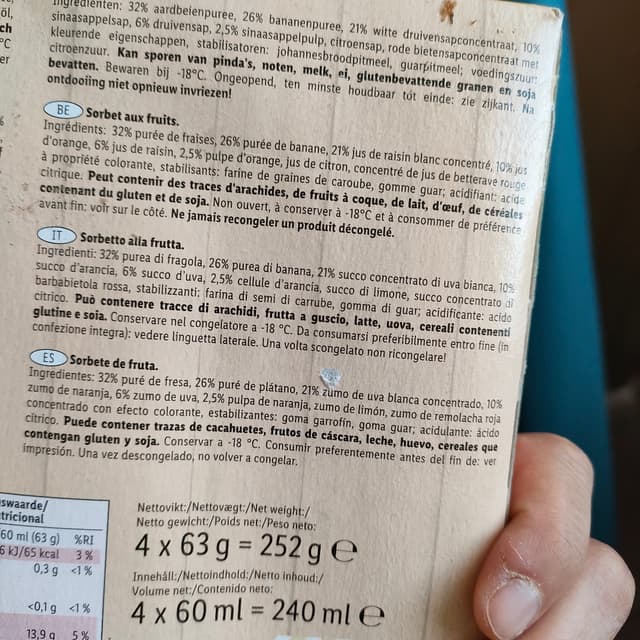 Ingrediënten: 32% aardbeienpuree, 26% bananenpuree, 21% witte druivensapconcentraat, 10%
sinaasappelsap, 6% druivensap, 2,5% sinaasappelpulp, citroensap, rode bietensapconcentraat met
kleurende eigenschappen, stabilisatoren: johannesbroodpitmeel, guarpitmeel; voedingszuur:
citroenzuur. Kan sporen van pinda's, noten, melk, ei, glutenbevattende granen en soja
bevatten. Bewaren bij -18°C. Ongeopend, ten minste houdbaar tot einde: zie zijkant. Na
ontdooiing niet opnieuw invriezen!
BE Sorbet aux fruits.
Ingrédients: 32% purée de fraises, 26% purée de banane, 21% jus de raisin blanc concentré, 10% jus
d'orange, 6% jus de raisin, 2,5% pulpe d'orange, jus de citron, concentré de jus de betterave rouge
à propriété colorante, stabilisants: farine de graines de caroube, gomme guar; acidifiant: acide
citrique. Peut contenir des traces d'arachides, de fruits à coque, de lait, d'œuf, de céréales
contenant du gluten et de soja. Non ouvert, à conserver à -18°C et à consommer de préférence
avant fin: voir sur le côté. Ne jamais recongeler un produit décongelé.
IT Sorbetto alla frutta.
Ingredienti: 32% purea di fragola, 26% purea di banana, 21% succo concentrato di uva bianca, 10%
succo d'arancia, 6% succo d'uva, 2,5% cellule d'arancia, succo di limone, succo concentrato di
barbabietola rossa, stabilizzanti: farina di semi di carrube, gomma di guar; acidificante: acido
citrico. Può contenere tracce di arachidi, frutta a guscio, latte, uova, cereali contenenti
glutine e soia. Conservare nel congelatore a -18 °C. Da consumarsi preferibilmente entro fine (in
confezione integra): vedere linguetta laterale. Una volta scongelato non ricongelare!
ES Sorbete de fruta.
Ingredientes: 32% puré de fresa, 26% puré de plátano, 21% zumo de uva blanca concentrado, 10%
zumo de naranja, 6% zumo de uva, 2,5% pulpa de naranja, zumo de limón, zumo de remolacha roja
concentrado con efecto colorante, estabilizantes: goma garrofín, goma guar; acidulante: ácido
cítrico. Puede contener trazas de cacahuetes, frutos de cáscara, leche, huevo, cereales que
contengan gluten y soja. Conservar a -18 °C. Consumir preferentemente antes del fin de: ver
impresión. Una vez descongelado, no volver a congelar.
swaarde/
tricional
60 ml (63 g) %RI
6 kJ/65 kcal 3 %
0,3 g <1 %
<0,1 g <1 %
13,9 g 5 %
Nettovikt:/Nettovægt:/Net weight:/
Netto gewicht:/Poids net:/Peso neto:
4 x 63 g = 252 g e
Innehåll:/Nettoindhold:/Netto inhoud:/
Volume net:/Contenido neto:
4 x 60 ml = 240 ml e